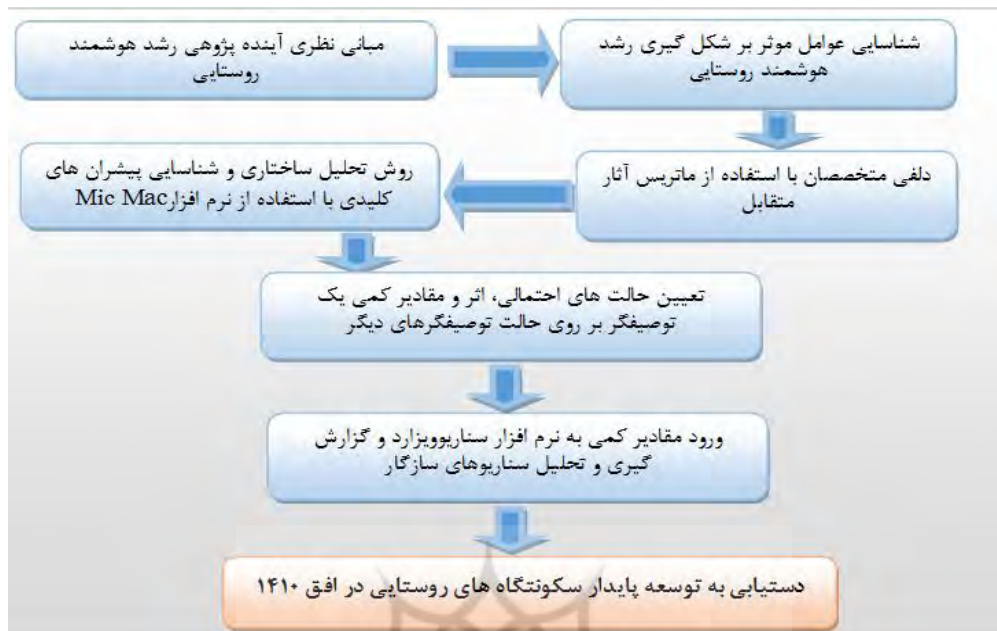 مبانی نظری آینده پژوهی رشد هوشمند
روستایی
شناسایی عوامل موثر بر شکل گیری رشد
هوشمند روستایی
دلفی متخصصان با استفاده از ماتریس آثار
متقابل
روش تحلیل ساختاری و شناسایی پیشران های
کلیدی با استفاده از نرم افزارMic Mac
تعیین حالت های احتمالی، اثر و مقادیر کمی یک
توصیفگر بر روی حالت توصیفگرهای دیگر
ورود مقادیر کمی به نرم افزار سناریوویزارد و گزارش
گیری و تحلیل سناریوهای سازگار
دستیابی به توسعه پایدار سکونتگاه های روستایی در افق ۱۴۱۰